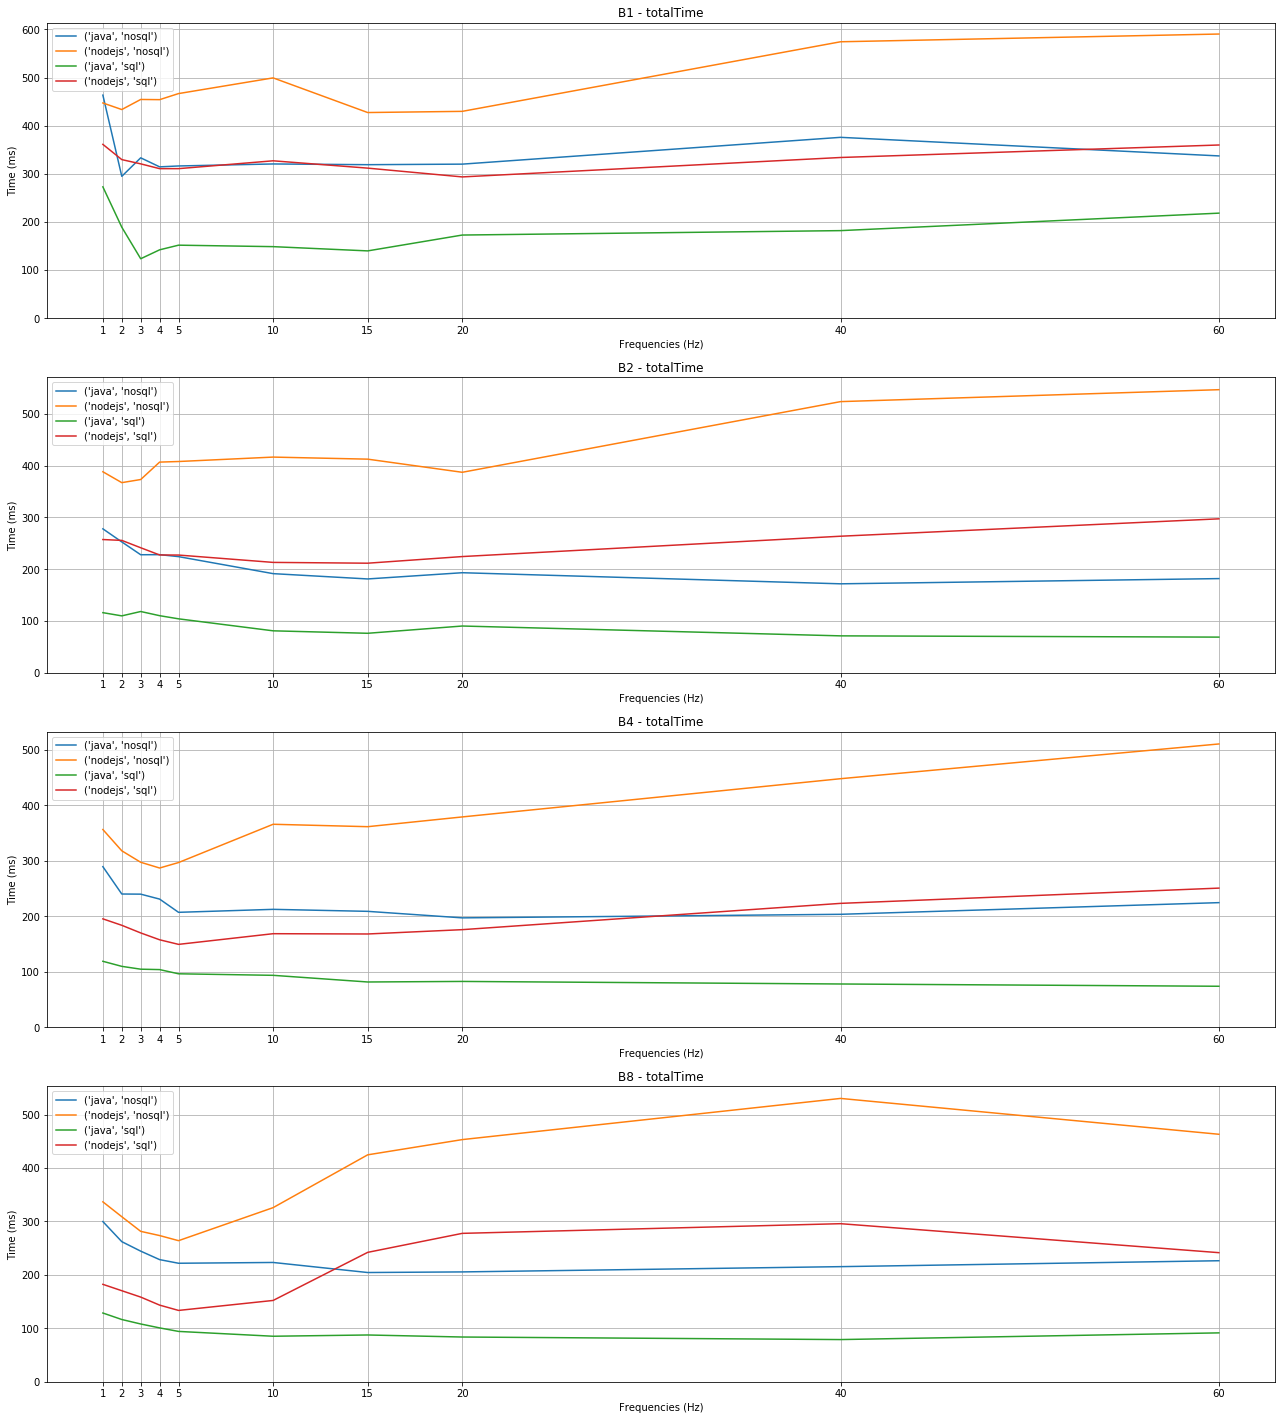 B1 - totalTime
('java', 'nosql')
('nodejs', 'nosql')
('java', 'sql')
('nodejs', 'sql')
600
500
400
300
200
100
0
Time (ms)
1 2 3 4 5 10 15 20 40 60
Frequencies (Hz)
B2 - totalTime
('java', 'nosql')
('nodejs', 'nosql')
('java', 'sql')
('nodejs', 'sql')
500
400
300
200
100
0
Time (ms)
1 2 3 4 5 10 15 20 40 60
Frequencies (Hz)
B4 - totalTime
('java', 'nosql')
('nodejs', 'nosql')
('java', 'sql')
('nodejs', 'sql')
500
400
300
200
100
0
Time (ms)
1 2 3 4 5 10 15 20 40 60
Frequencies (Hz)
B8 - totalTime
('java', 'nosql')
('nodejs', 'nosql')
('java', 'sql')
('nodejs', 'sql')
500
400
300
200
100
0
Time (ms)
1 2 3 4 5 10 15 20 40 60
Frequencies (Hz)